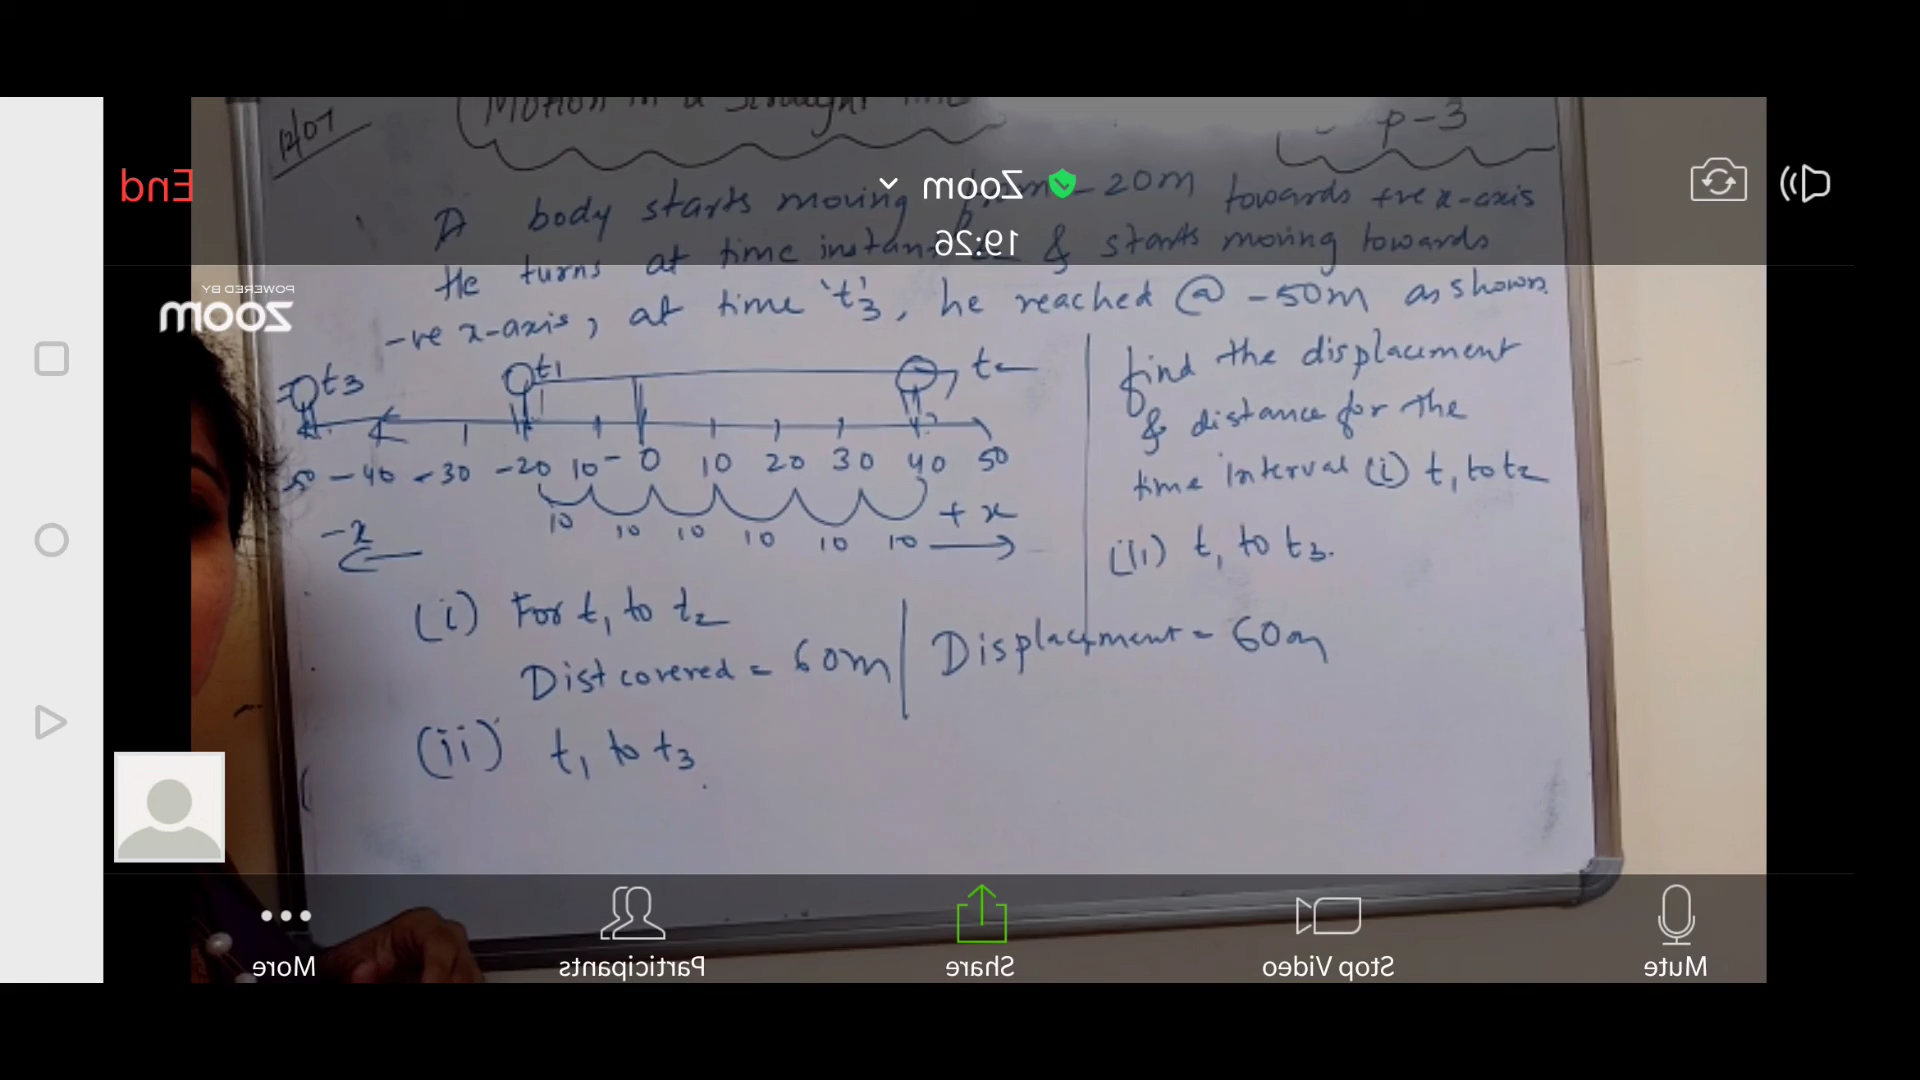 12/07
Motion in a straight line
P-3
End
Zoom
19:26
A body starts moving from -20m towards +ve x-axis
He turns at time instant & starts moving towards
-ve x-axis, at time 't3', he reached @ -50m as shown.
POWERED BY
zoom
t3 t1 t2
50 -40 -30 -20 10- 0 10 20 30 40 50
10 10 10 10 10 10
-x
+x
find the displacement
& distance for the
time interval (i) t1 to t2
(ii) t1 to t3.
(i) For t1 to t2
Dist covered = 60m
Displacement = 60m
(ii) t1 to t3
More
Participants
Share
Stop Video
Mute